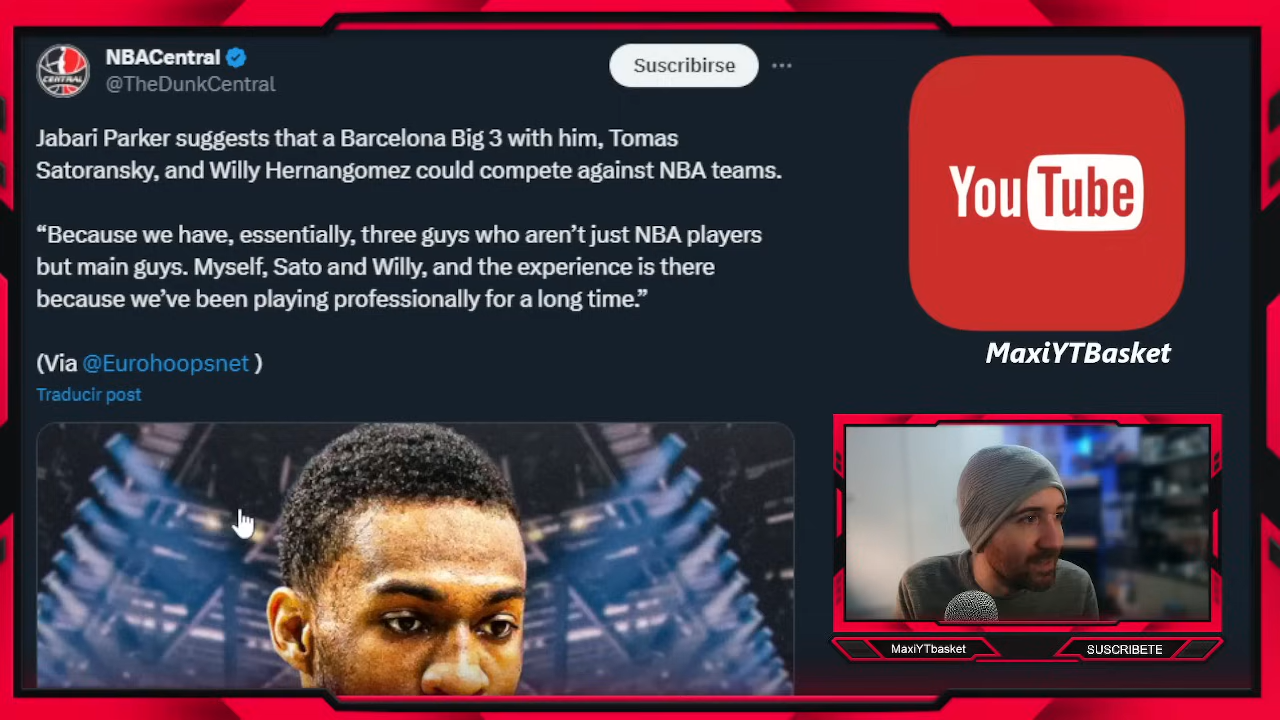 NBACentral
@TheDunkCentral
Suscribirse
Jabari Parker suggests that a Barcelona Big 3 with him, Tomas
Satoransky, and Willy Hernangomez could compete against NBA teams.
“Because we have, essentially, three guys who aren’t just NBA players
but main guys. Myself, Sato and Willy, and the experience is there
because we’ve been playing professionally for a long time.”
(Via @Eurohoopsnet )
Traducir post
YouTube
MaxiYTBasket
MaxiYTbasket
SUSCRIBETE
CENTRAL